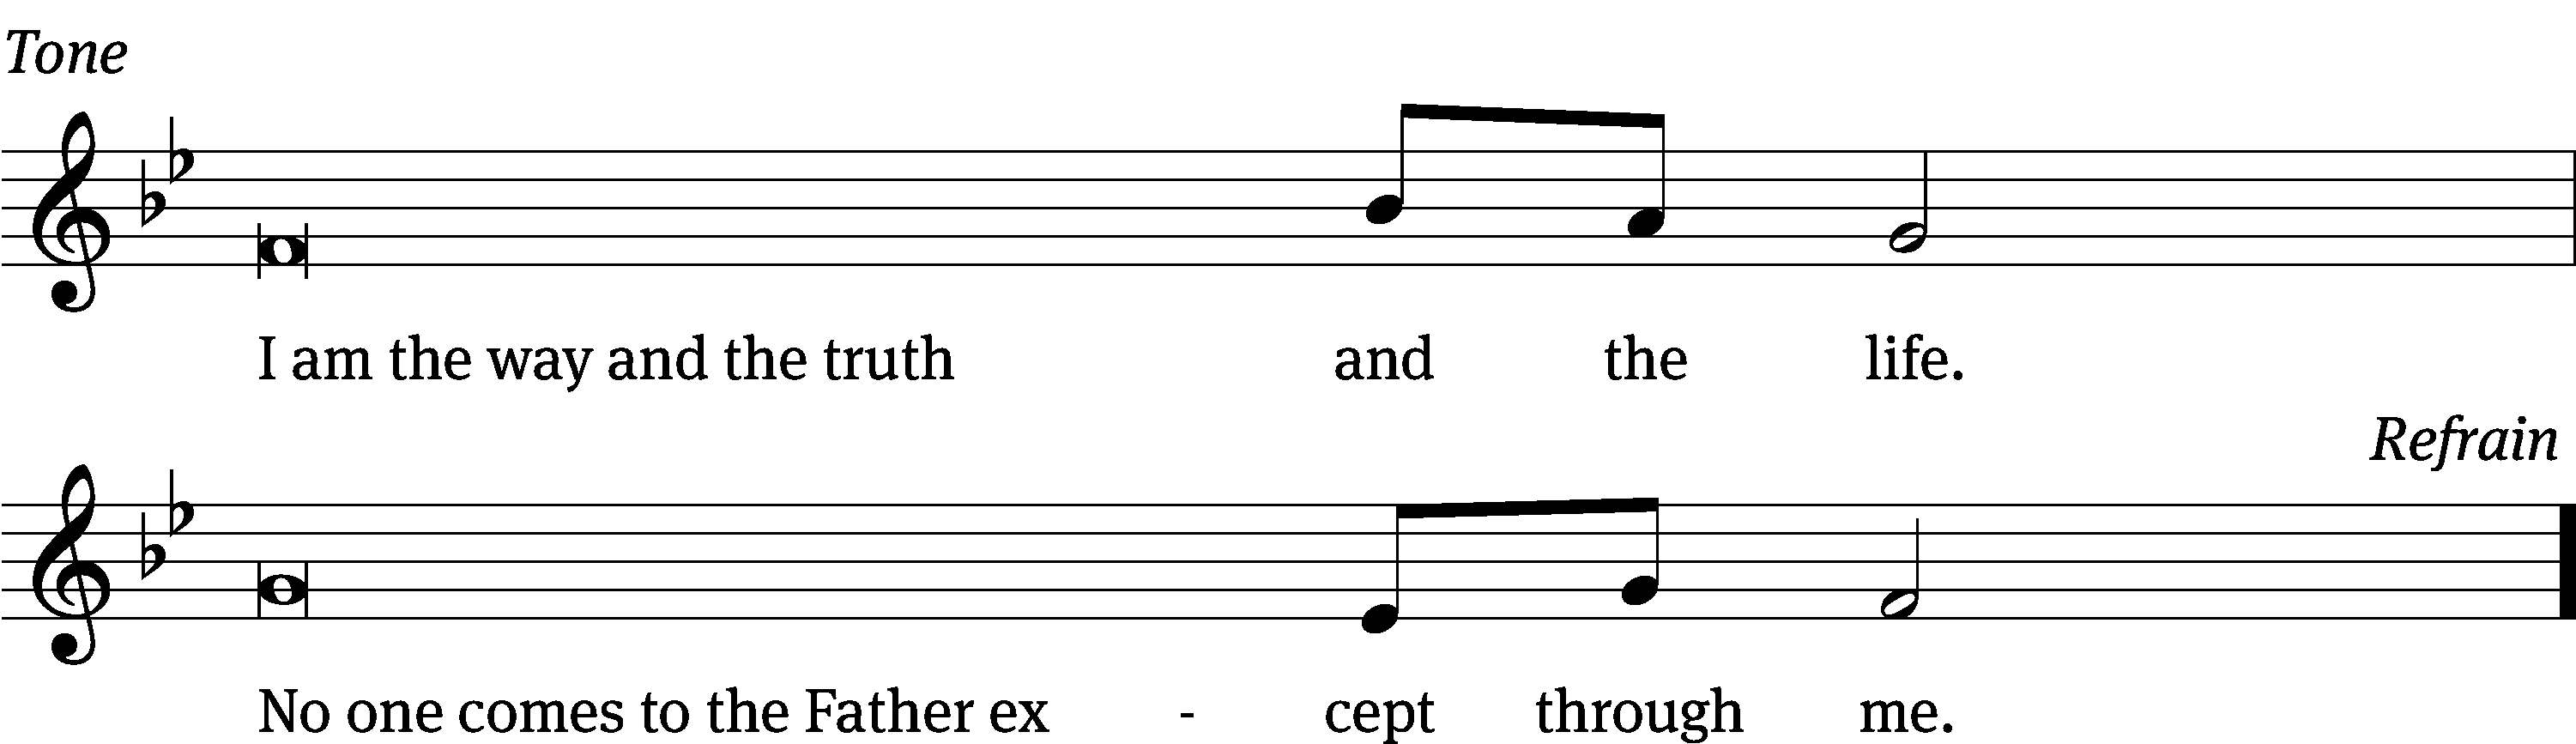 Tone
I am the way and the truth and the life.
Refrain
No one comes to the Father ex - cept through me.